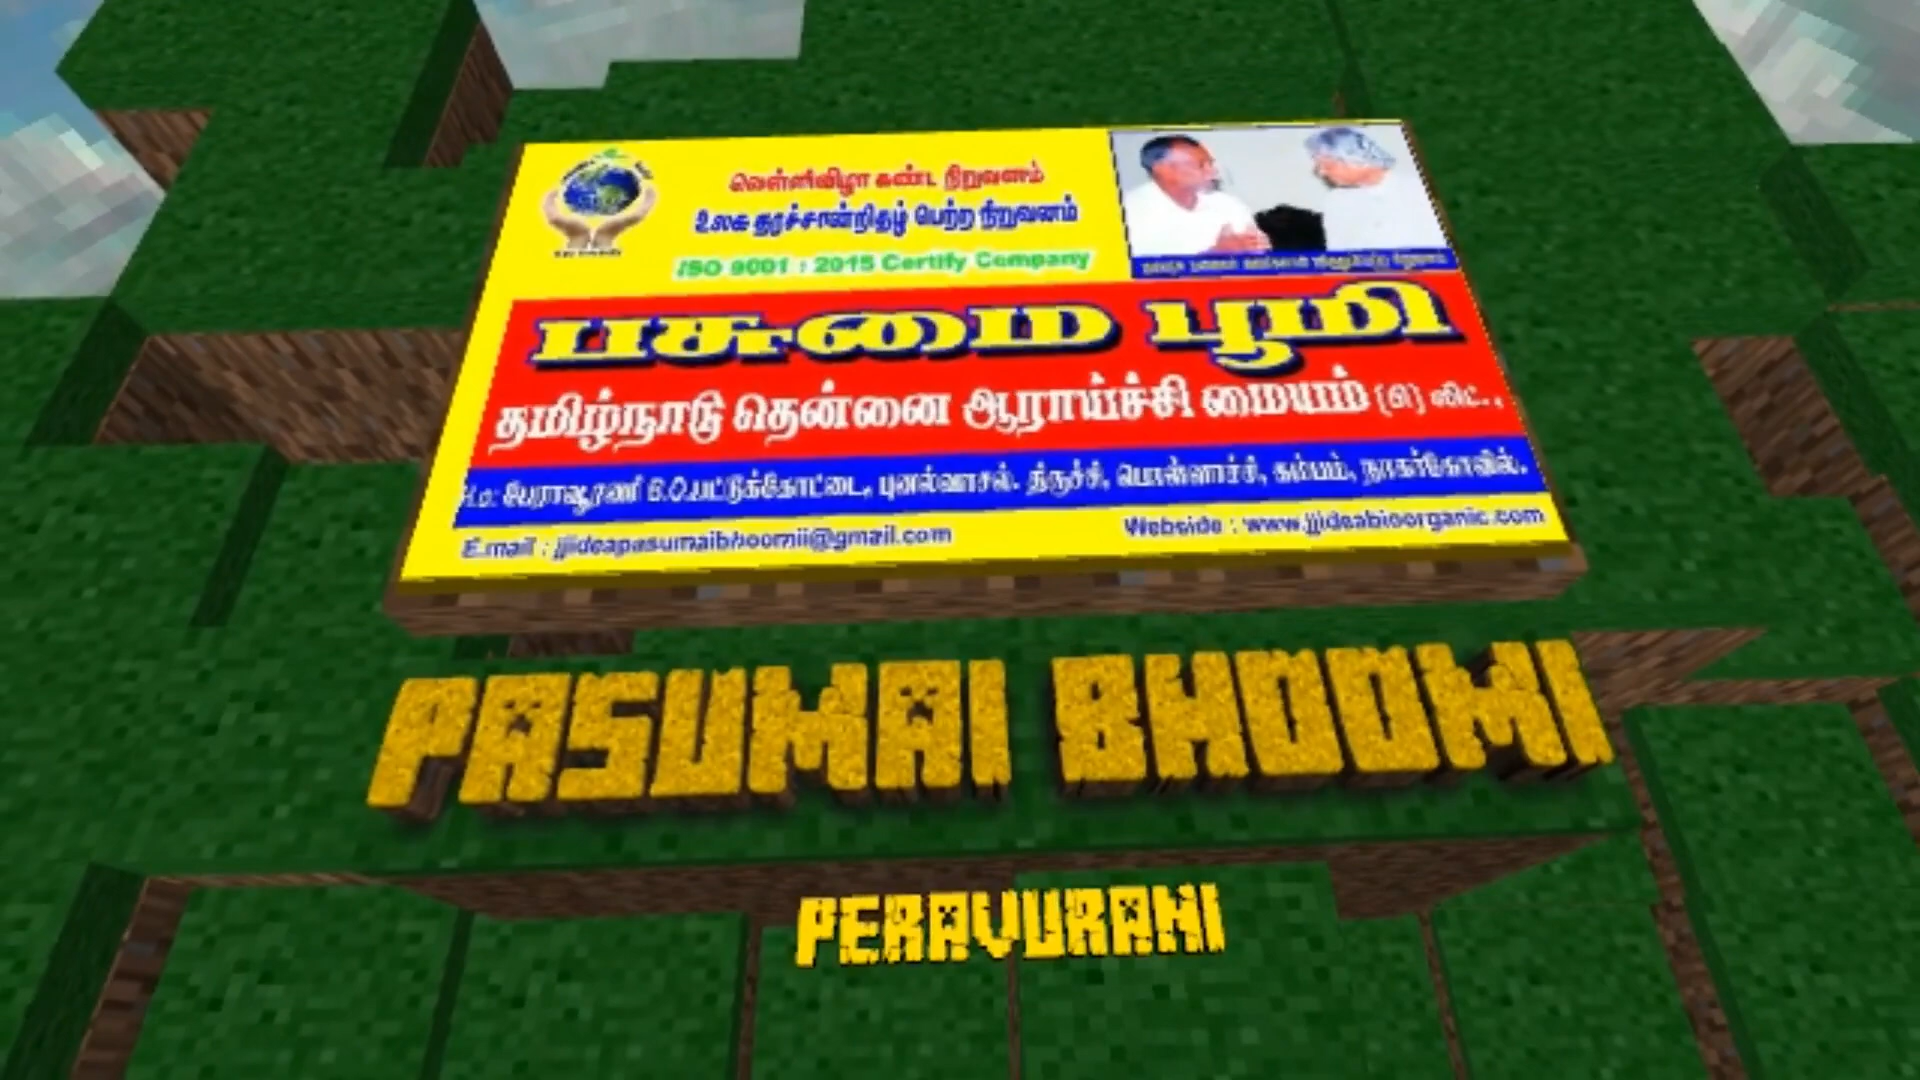 வெள்ளிவிழா கண்ட நிறுவனம்
உலக தரச்சான்றிதழ் பெற்ற நிறுவனம்
ISO 9001 : 2015 Certify Company
பசுமை பூமி
தமிழ்நாடு தென்னை ஆராய்ச்சி மையம் (பி) லிட்.,
H.O: பேராவூரணி B.O.பட்டுக்கோட்டை, புனல்வாசல். திருச்சி, பொள்ளாச்சி, கம்பம், நாகர்கோவில்.
E.mail : jjideapasumaibhoomii@gmail.com
Webside : www.jjideabioorganic.com
PASUMAI BHOOMI
PERAVURANI